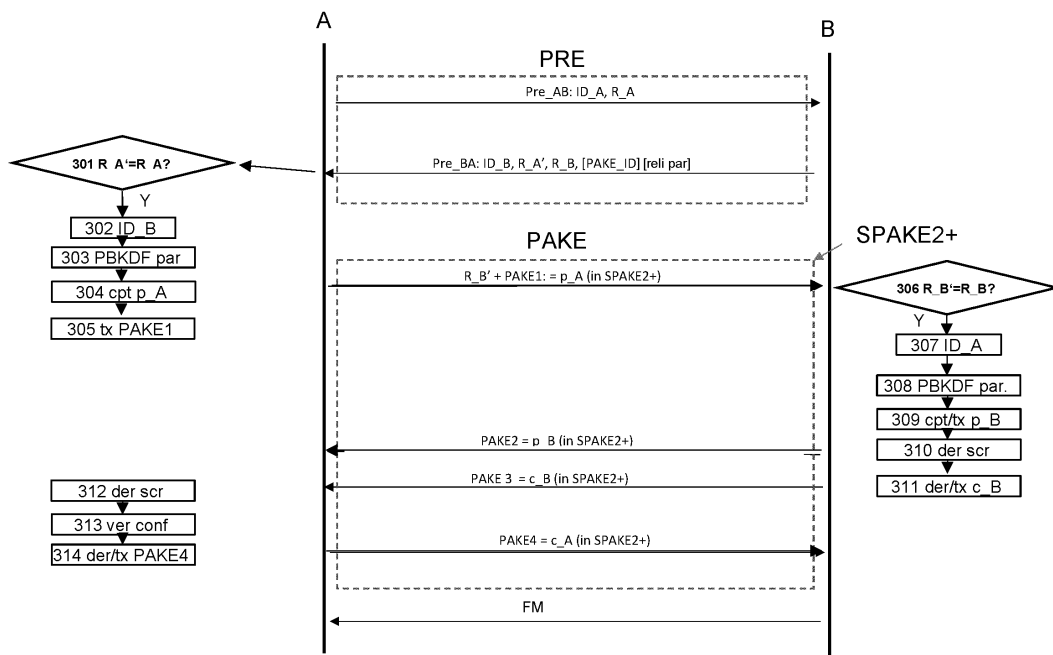 A
B
PRE
Pre_AB: ID_A, R_A
301 R_A'=R_A?
Pre_BA: ID_B, R_A', R_B, [PAKE_ID] [reli par]
Y
302 ID_B
303 PBKDF par
304 cpt p_A
305 tx PAKE1
PAKE
SPAKE2+
R_B' + PAKE1: = p_A (in SPAKE2+)
306 R_B'=R_B?
Y
307 ID_A
308 PBKDF par.
309 cpt/tx p_B
310 der scr
311 der/tx c_B
PAKE2 = p_B (in SPAKE2+)
PAKE 3 = c_B (in SPAKE2+)
312 der scr
313 ver conf
314 der/tx PAKE4
PAKE4 = c_A (in SPAKE2+)
FM